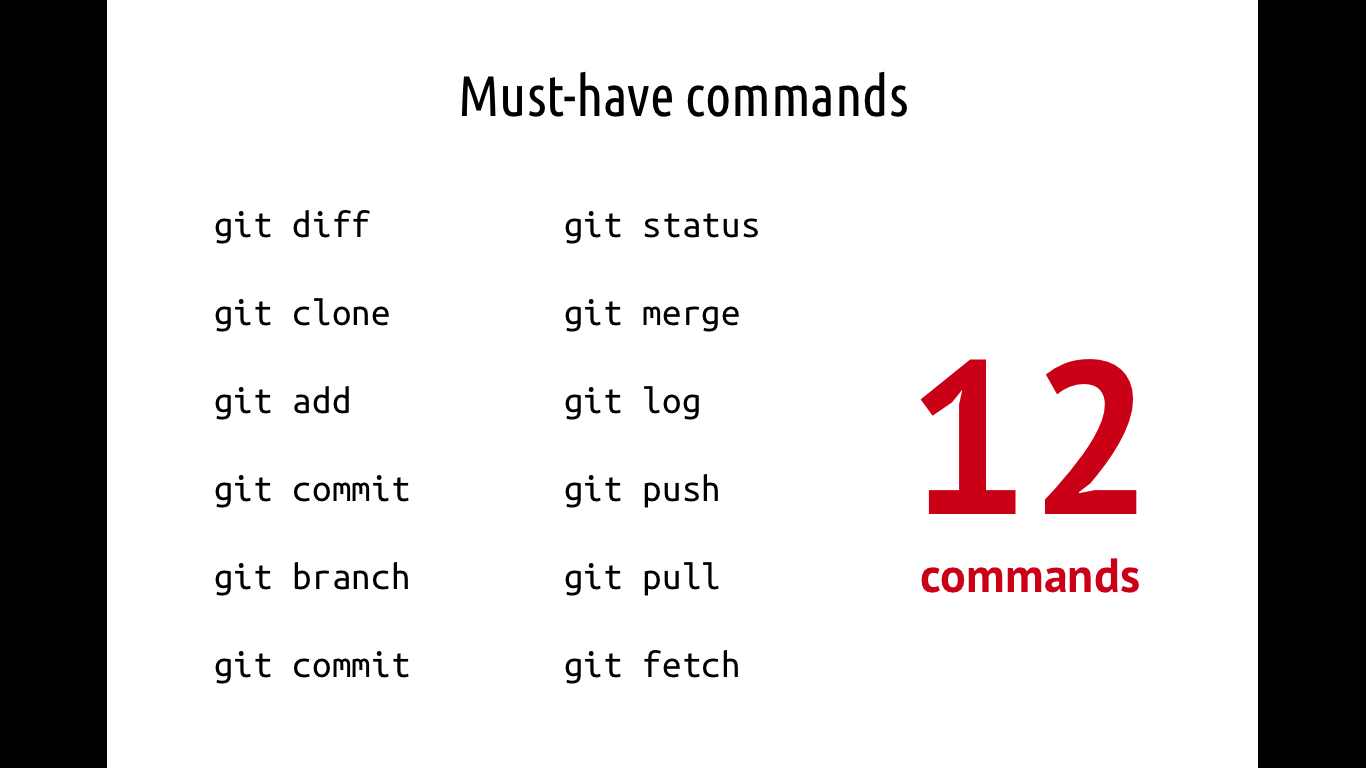 Must-have commands
git diff
git clone
git add
git commit
git branch
git commit
git status
git merge
git log
git push
git pull
git fetch
12
commands